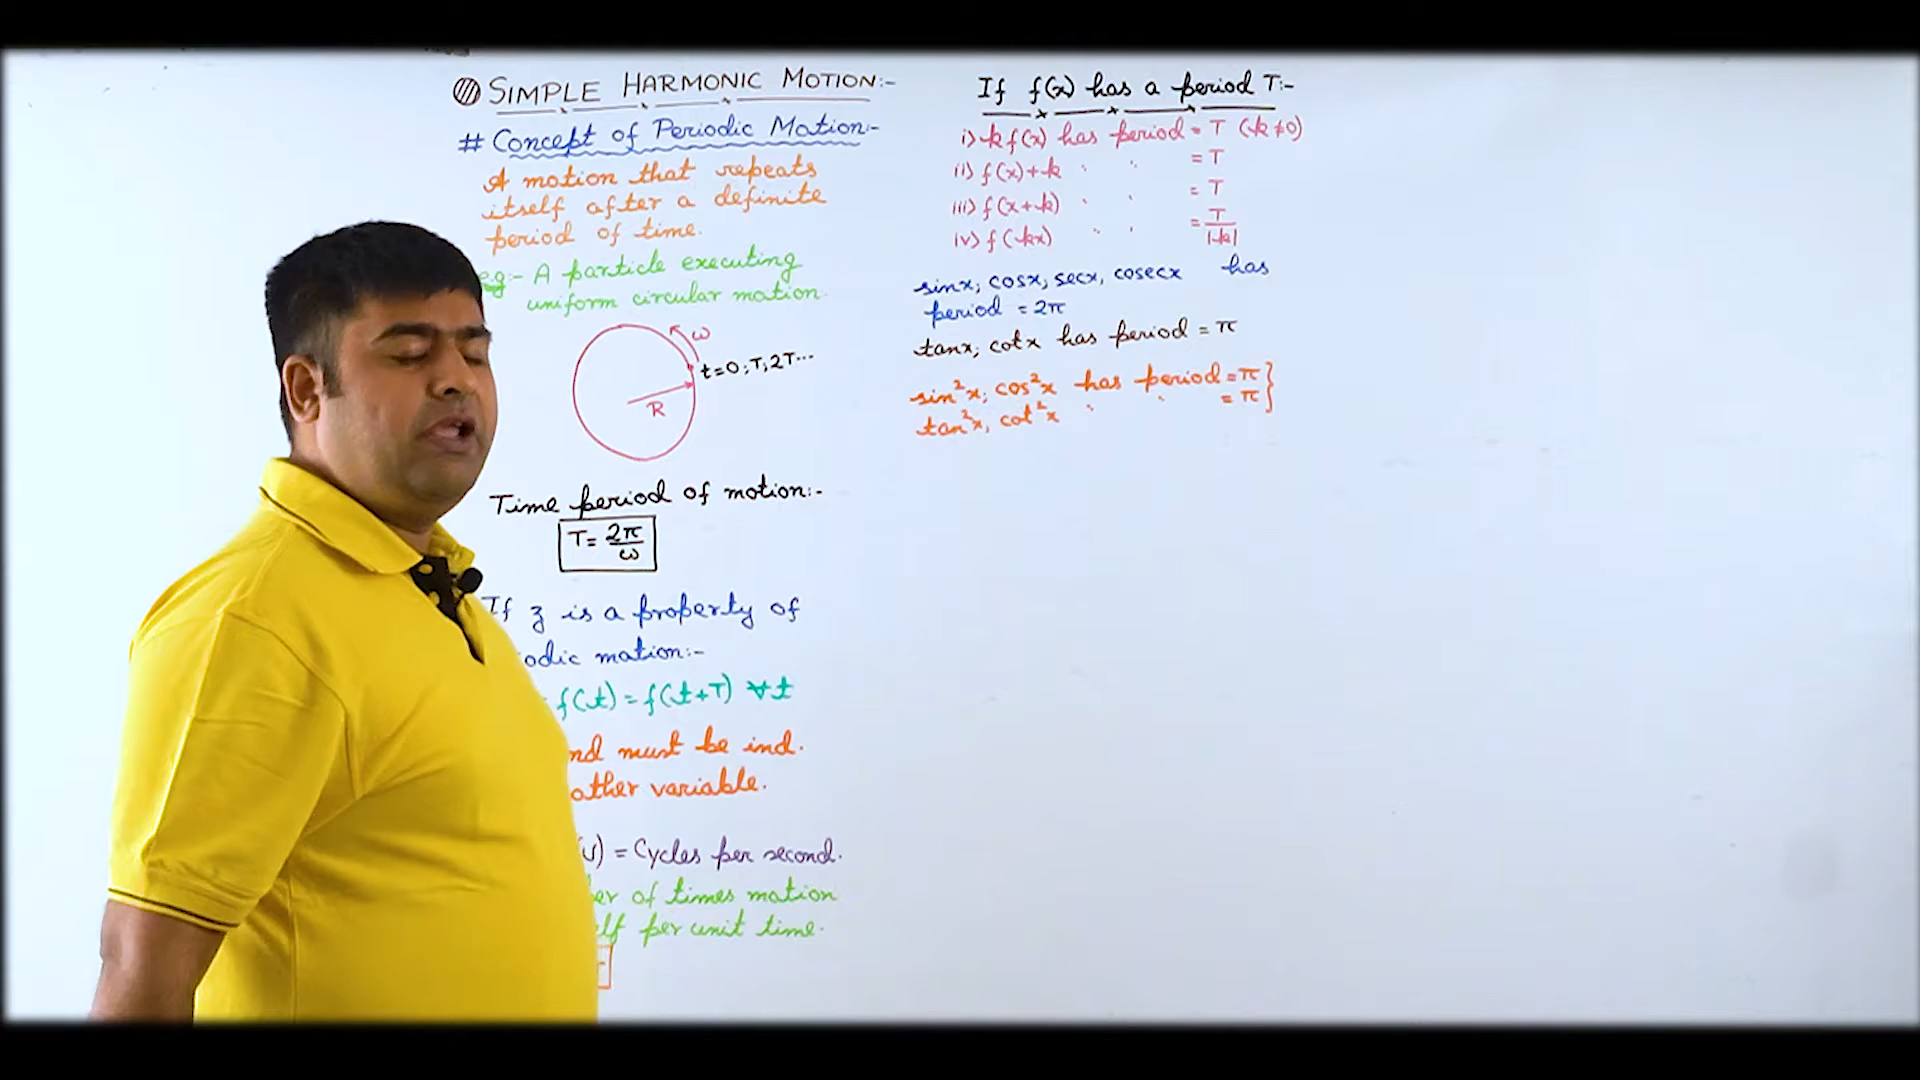 SIMPLE HARMONIC MOTION:-
# Concept of Periodic Motion:-
A motion that repeats
itself after a definite
period of time.
e.g:- A particle executing
uniform circular motion.
ω
t=0; T; 2T...
R
Time period of motion:-
T = 2π/ω
If z is a property of
odic motion:-
f(t) = f(t+T) ∀ t
nd must be ind.
other variable.
) = Cycles per second.
ber of times motion
elf per unit time.
If f(x) has a period T:-
i) k f(x) has period = T (k≠0)
ii) f(x)+k " " = T
iii) f(x+k) " " = T
iv) f(kx) " " = T/|k|
sinx; cosx, secx, cosecx has
period = 2π
tanx; cotx has period = π
sin²x; cos²x has period = π }
tan²x, cot²x " " = π